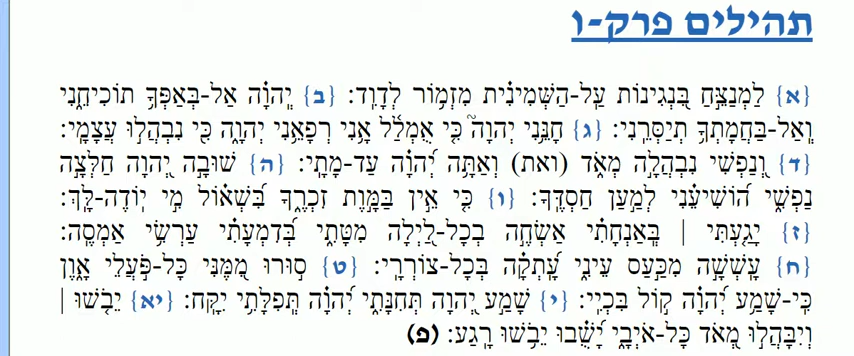 תהילים פרק-ו
{א} לַמְנַצֵּחַ בִּנְגִינוֹת עַל-הַשְּׁמִינִית מִזְמוֹר לְדָוִד: {ב} יְהוָה אַל-בְּאַפְּךָ תוֹכִיחֵנִי
וְאַל-בַּחֲמָתְךָ תְיַסְּרֵנִי: {ג} חָנֵּנִי יְהוָה כִּי אֻמְלַל אָנִי רְפָאֵנִי יְהוָה כִּי נִבְהֲלוּ עֲצָמָי:
{ד} וְנַפְשִׁי נִבְהֲלָה מְאֹד (ואת) וְאַתָּה יְהוָה עַד-מָתָי: {ה} שׁוּבָה יְהוָה חַלְּצָה
נַפְשִׁי הוֹשִׁיעֵנִי לְמַעַן חַסְדֶּךָ: {ו} כִּי אֵין בַּמָּוֶת זִכְרֶךָ בִּשְׁאוֹל מִי יוֹדֶה-לָּךְ:
{ז} יָגַעְתִּי | בְּאַנְחָתִי אַשְׂחֶה בְכָל-לַיְלָה מִטָּתִי בְּדִמְעָתִי עַרְשִׂי אַמְסֶה:
{ח} עָשְׁשָׁה מִכַּעַס עֵינִי עָתְקָה בְּכָל-צוֹרְרָי: {ט} סוּרוּ מִמֶּנִּי כָּל-פֹּעֲלֵי אָוֶן
כִּי-שָׁמַע יְהוָה קוֹל בִּכְיִי: {י} שָׁמַע יְהוָה תְּחִנָּתִי יְהוָה תְּפִלָּתִי יִקָּח: {יא} יֵבֹשׁוּ |
וְיִבָּהֲלוּ מְאֹד כָּל-אֹיְבָי יָשֻׁבוּ יֵבֹשׁוּ רָגַע: (פ)